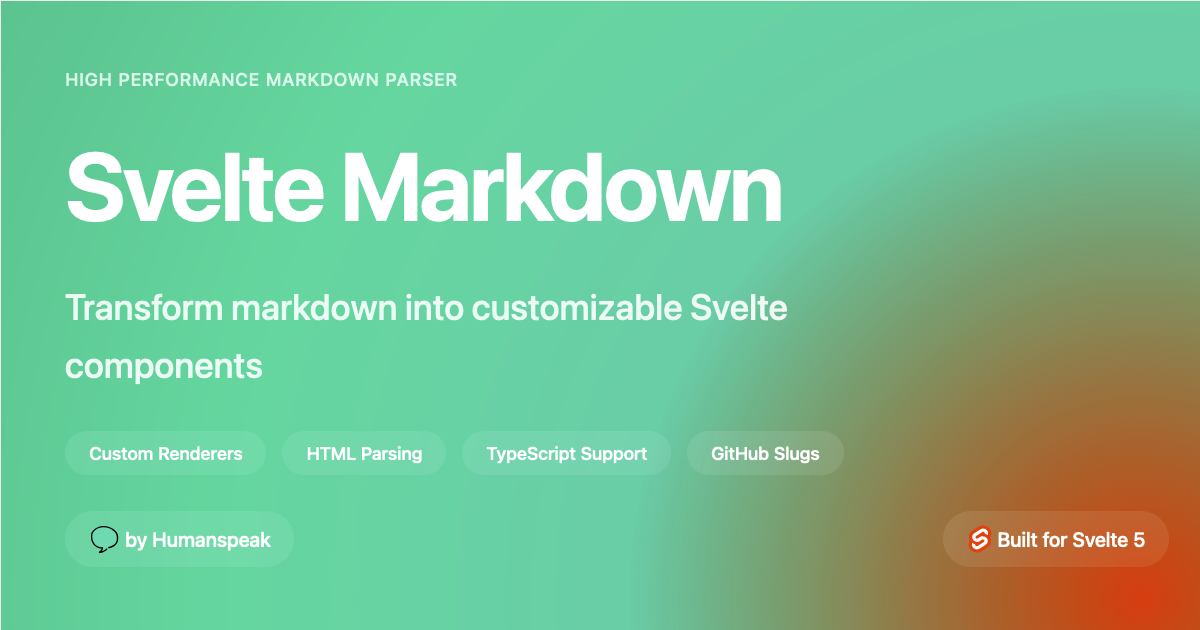 HIGH PERFORMANCE MARKDOWN PARSER
Svelte Markdown
Transform markdown into customizable Svelte
components
Custom Renderers
HTML Parsing
TypeScript Support
GitHub Slugs
by Humanspeak
Built for Svelte 5